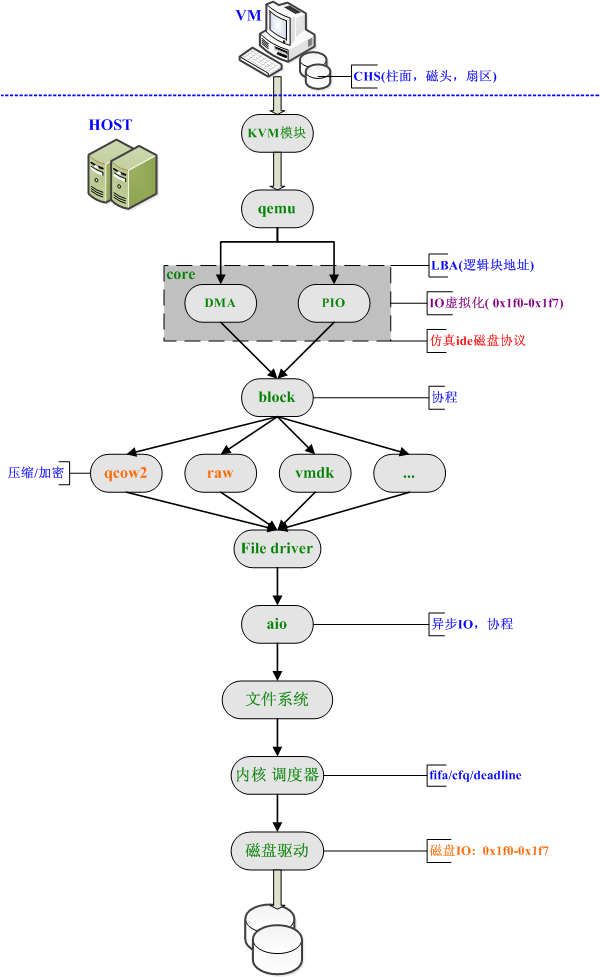 VM
CHS(柱面，磁头，扇区)
HOST
KVM模块
qemu
LBA(逻辑块地址)
core
DMA
PIO
IO虚拟化( 0x1f0-0x1f7)
仿真ide磁盘协议
block
协程
压缩/加密
qcow2
raw
vmdk
...
File driver
aio
异步IO，协程
文件系统
内核 调度器
fifa/cfq/deadline
磁盘驱动
磁盘IO: 0x1f0-0x1f7